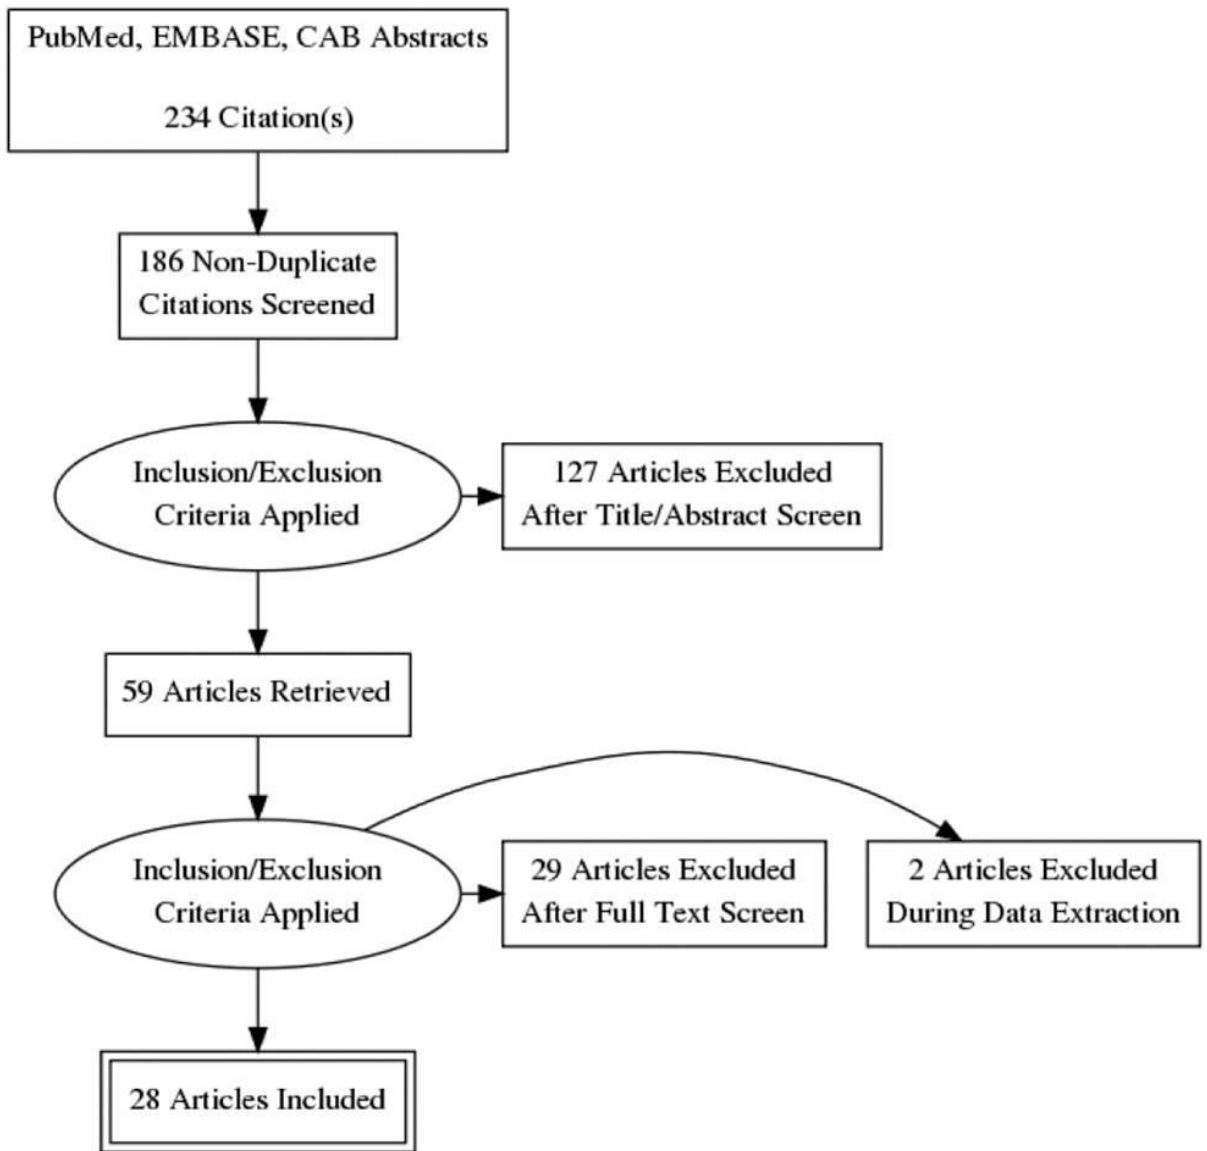 PubMed, EMBASE, CAB Abstracts
234 Citation(s)
186 Non-Duplicate
Citations Screened
Inclusion/Exclusion
Criteria Applied
127 Articles Excluded
After Title/Abstract Screen
59 Articles Retrieved
Inclusion/Exclusion
Criteria Applied
29 Articles Excluded
After Full Text Screen
2 Articles Excluded
During Data Extraction
28 Articles Included